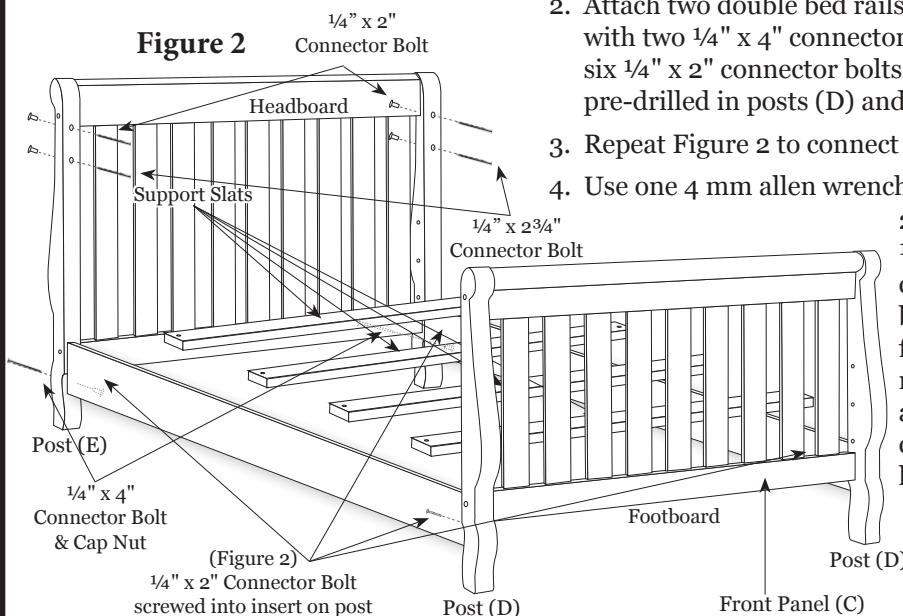 Figure 2
¼” x 2"
Connector Bolt
2. Attach two double bed rails
with two ¼" x 4" connector
six ¼" x 2" connector bolts
pre-drilled in posts (D) and
3. Repeat Figure 2 to connect
4. Use one 4 mm allen wrench
Headboard
Support Slats
¼” x 2¾"
Connector Bolt
Post (E)
¼" x 4"
Connector Bolt
& Cap Nut
(Figure 2)
¼" x 2" Connector Bolt
screwed into insert on post
Footboard
Post (D)
Post (D)
Front Panel (C)